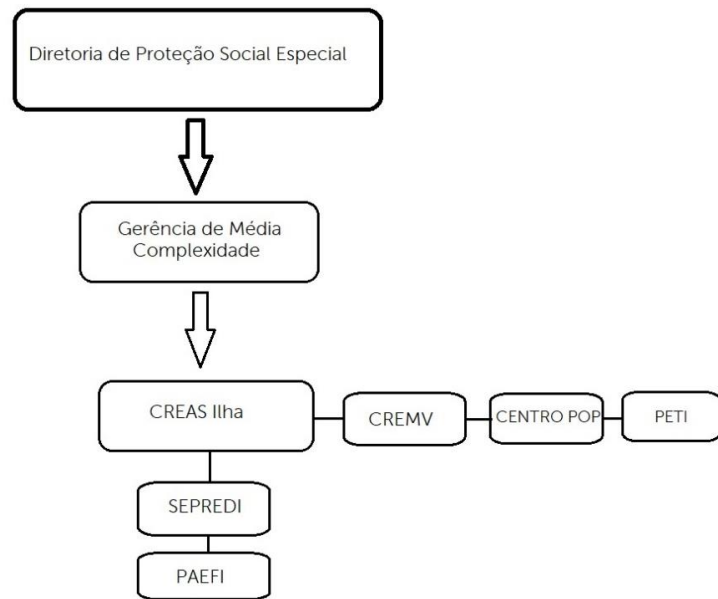 Diretoria de Proteção Social Especial
Gerência de Média
Complexidade
CREAS Ilha
CREMV
CENTRO POP
PETI
SEPREDI
PAEFI